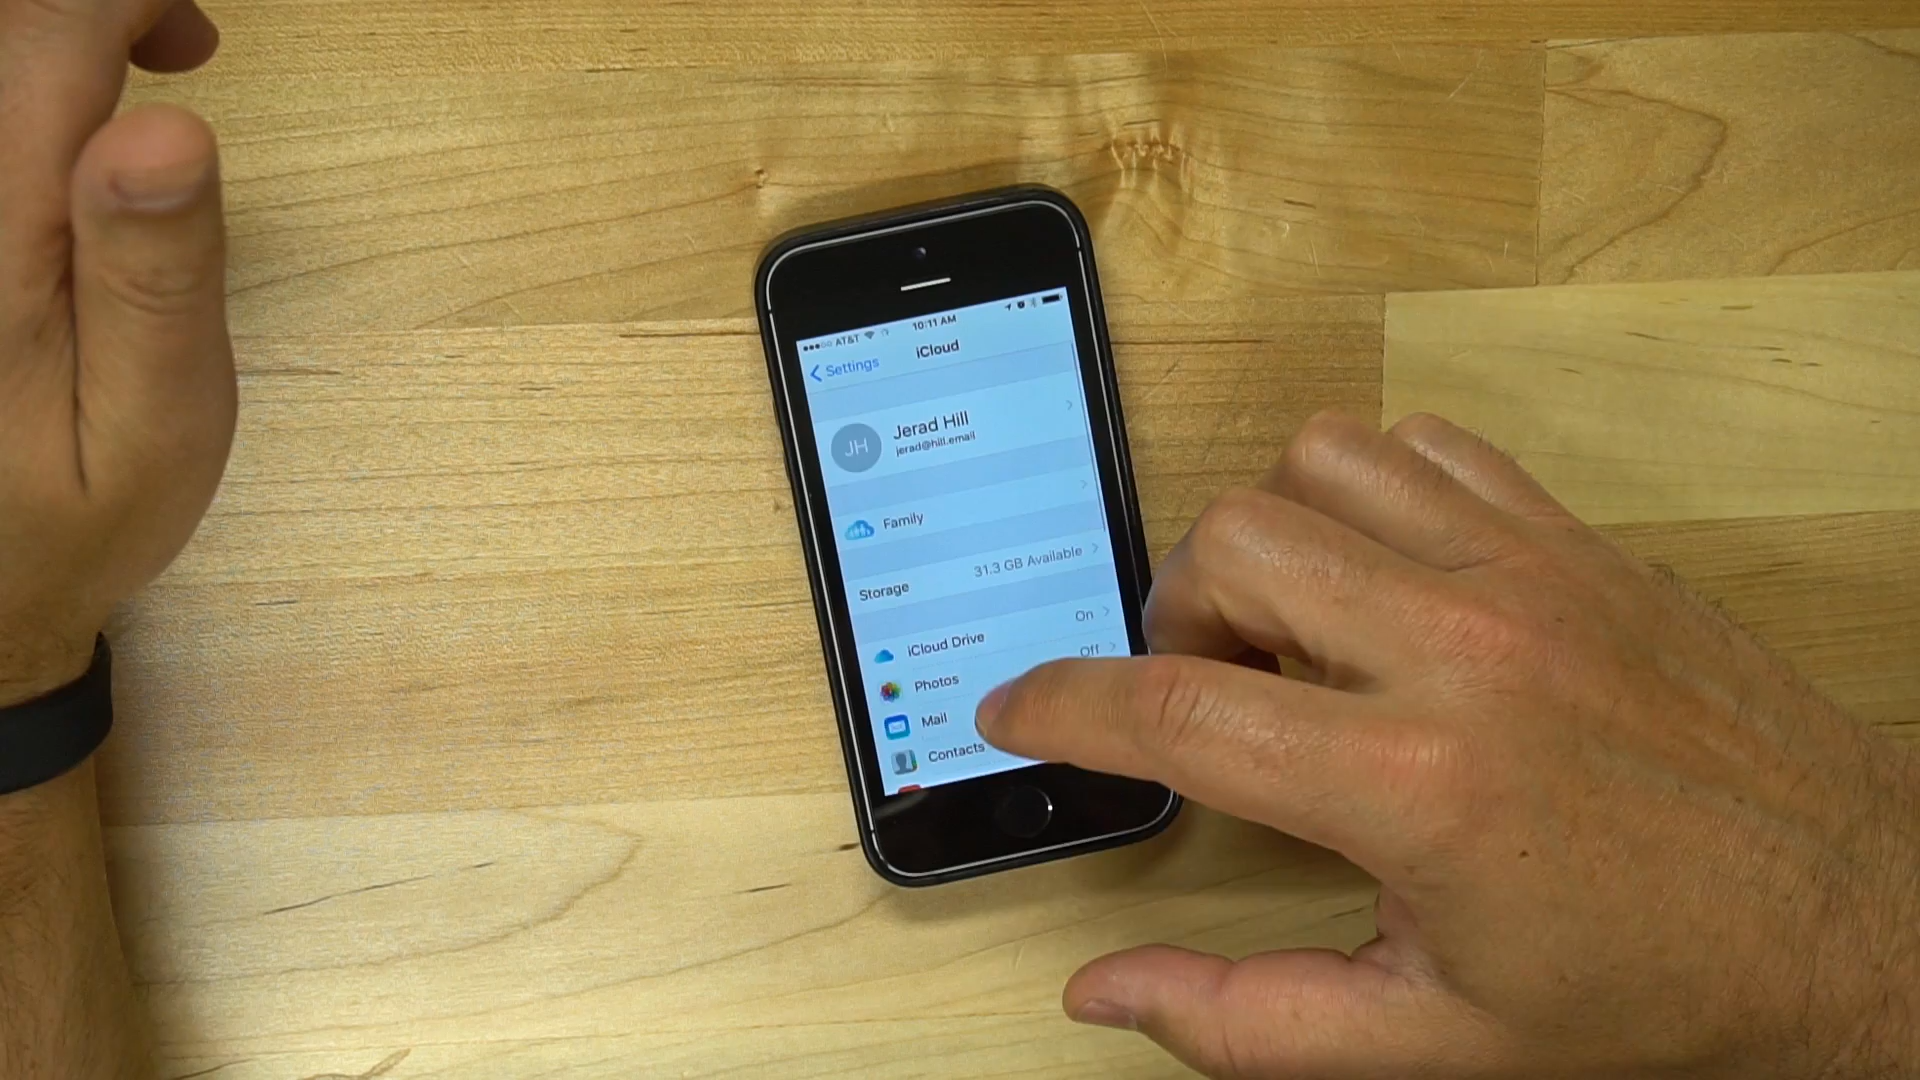 AT&T 10:11 AM
Settings iCloud
JH Jerad Hill
jerad@hill.email
Family
Storage 31.3 GB Available
iCloud Drive On
Photos Off
Mail
Contacts